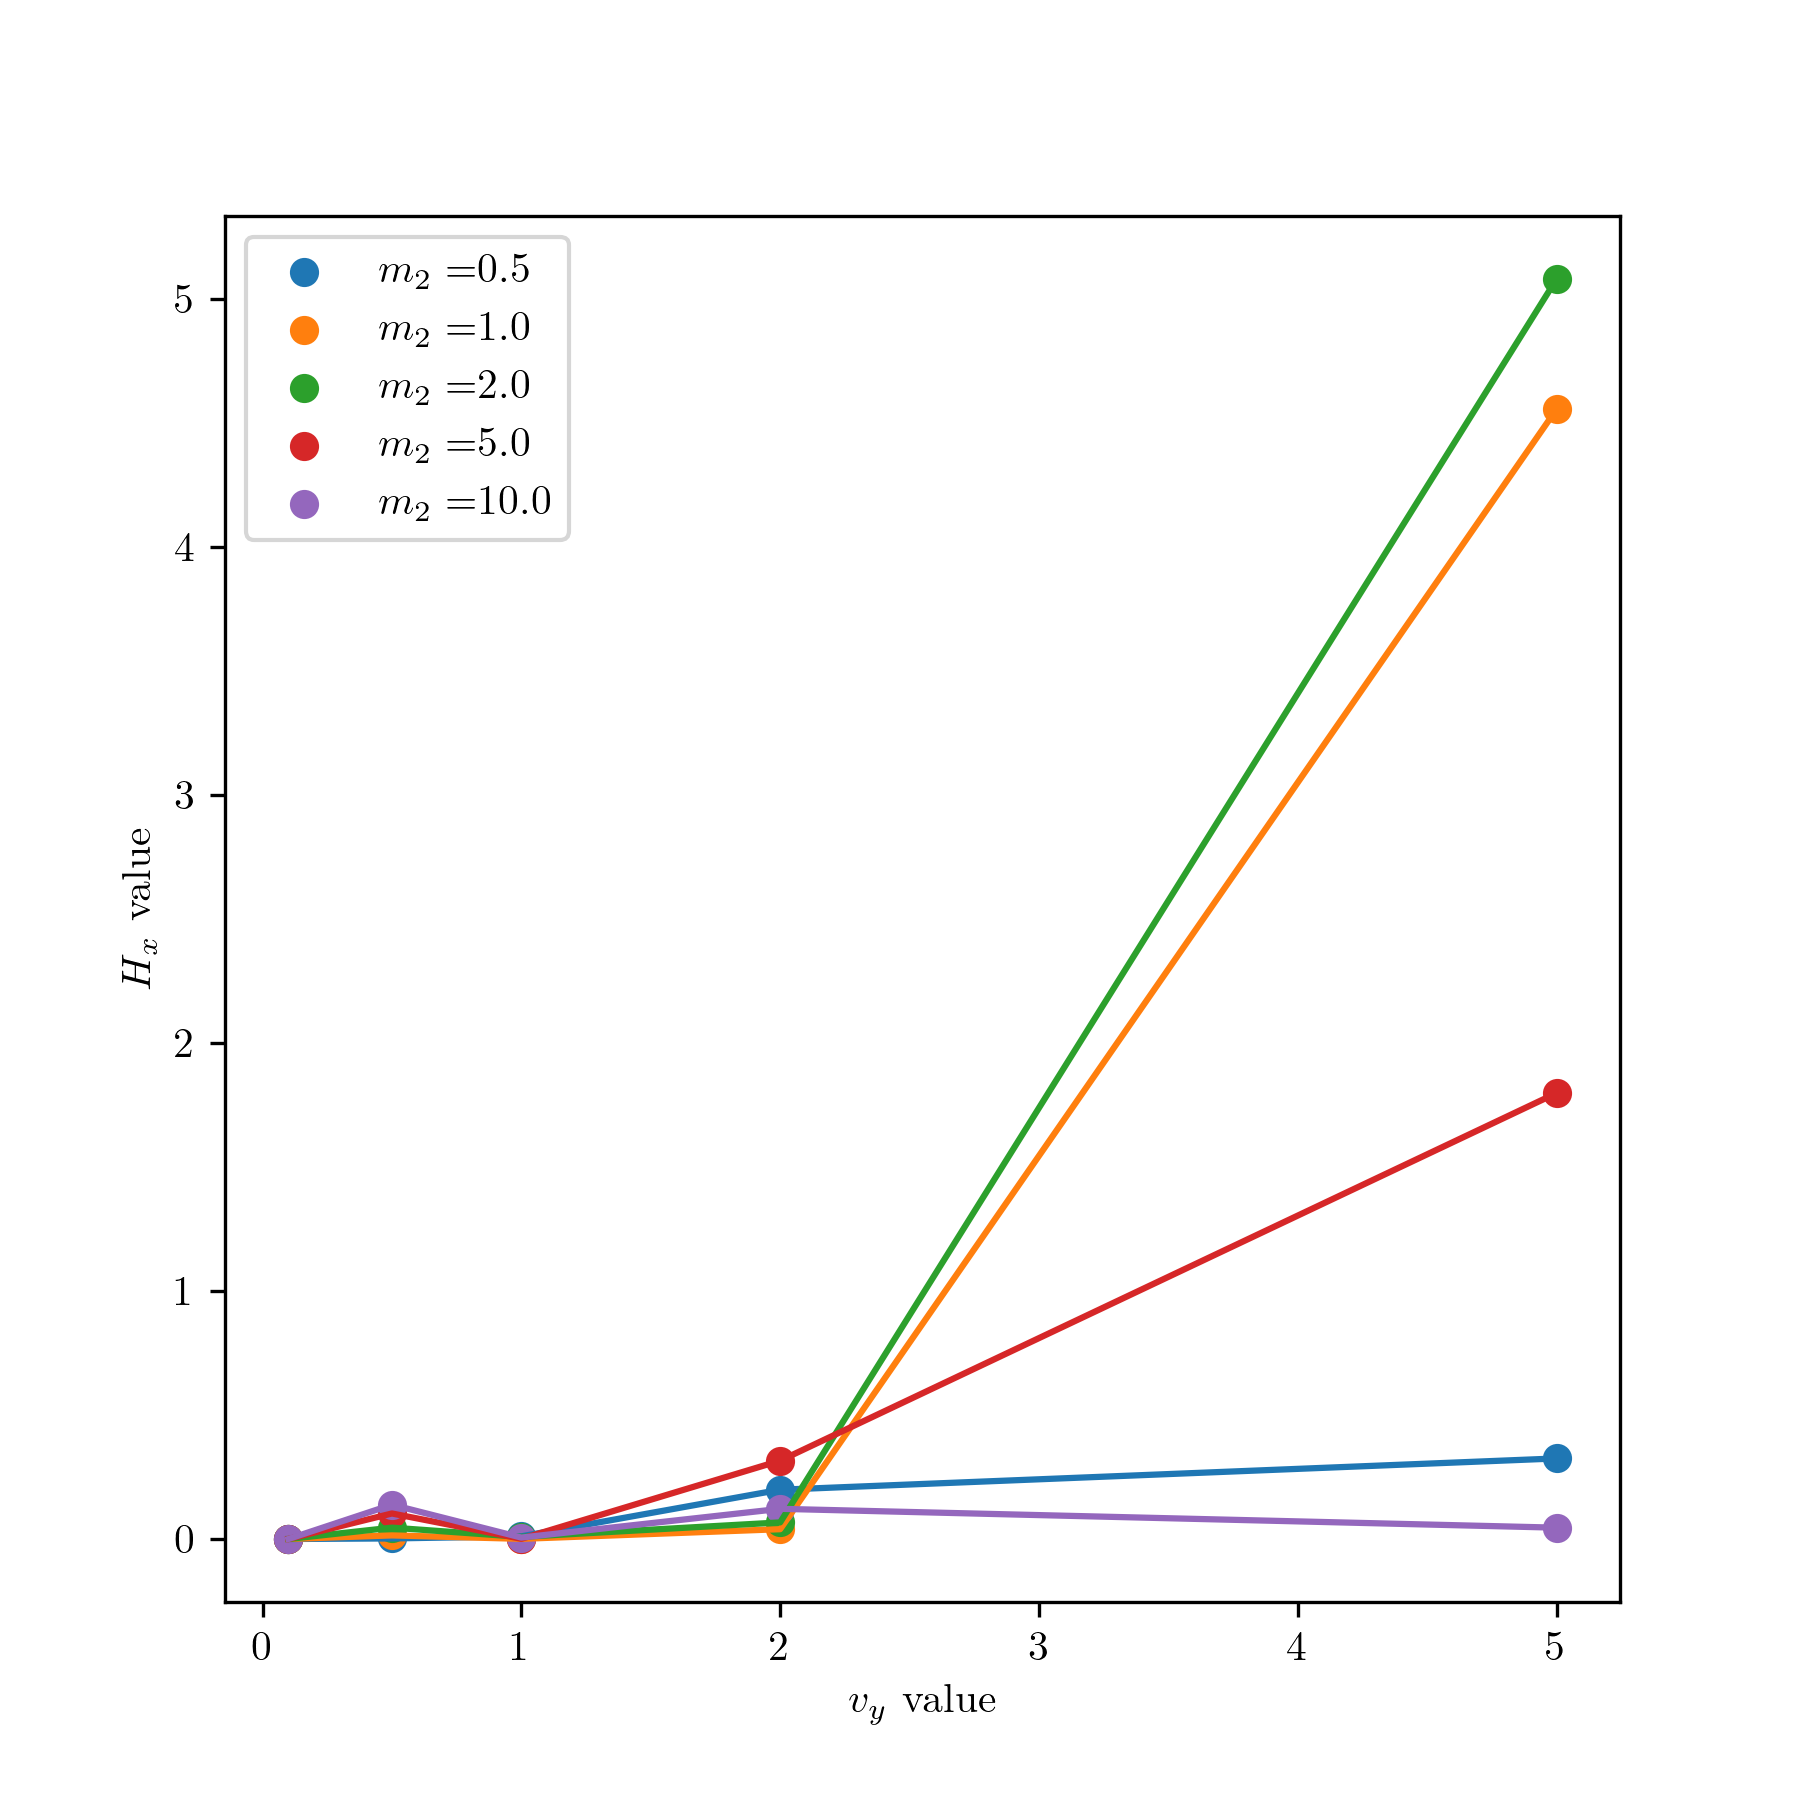 m₂ =0.5
m₂ =1.0
m₂ =2.0
m₂ =5.0
m₂ =10.0
5
4
3
2
1
0
Hₓ value
0 1 2 3 4 5
v_y value